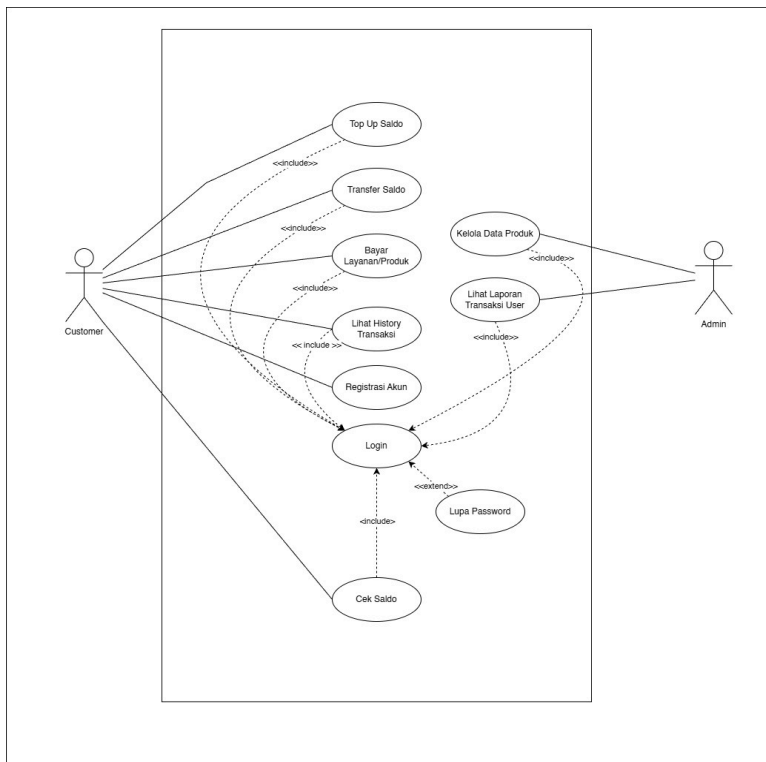 Top Up Saldo
<<include>>
Transfer Saldo
<<include>>
Kelola Data Produk
Bayar
Layanan/Produk
<<include>>
<<include>>
Lihat Laporan
Transaksi User
Customer
Admin
Lihat History
Transaksi
<< include >>
<<include>>
Registrasi Akun
Login
<<extend>>
Lupa Password
<include>
Cek Saldo